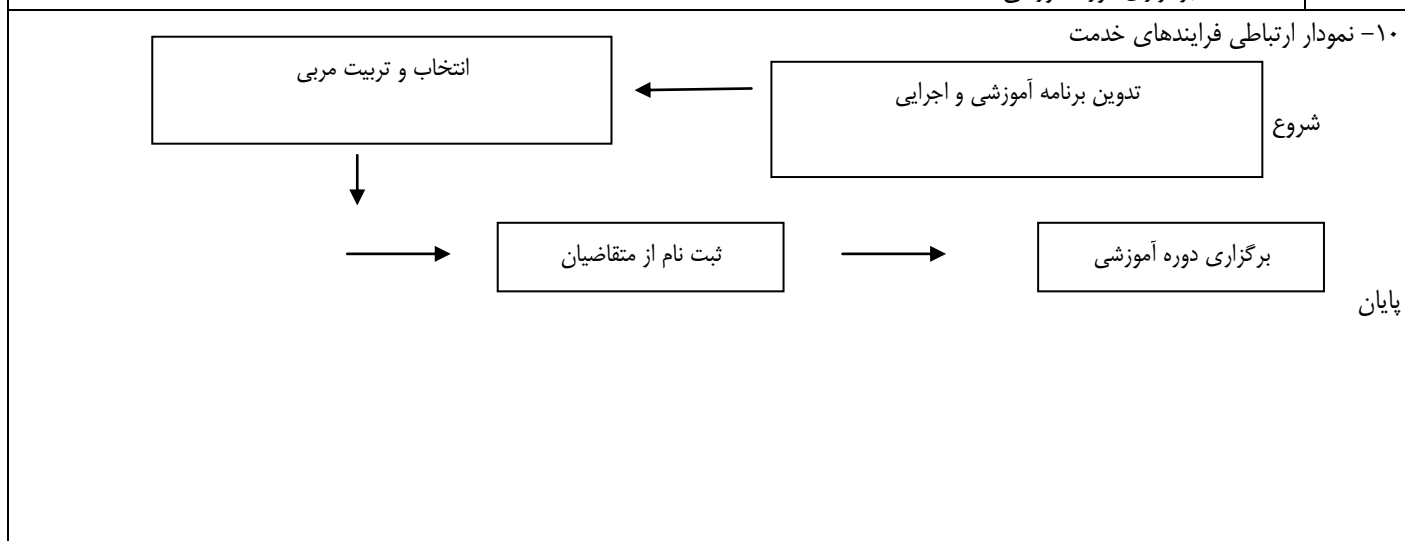 ۱۰- نمودار ارتباطی فرایندهای خدمت
شروع
تدوین برنامه آموزشی و اجرایی
انتخاب و تربیت مربی
ثبت نام از متقاضیان
برگزاری دوره آموزشی
پایان